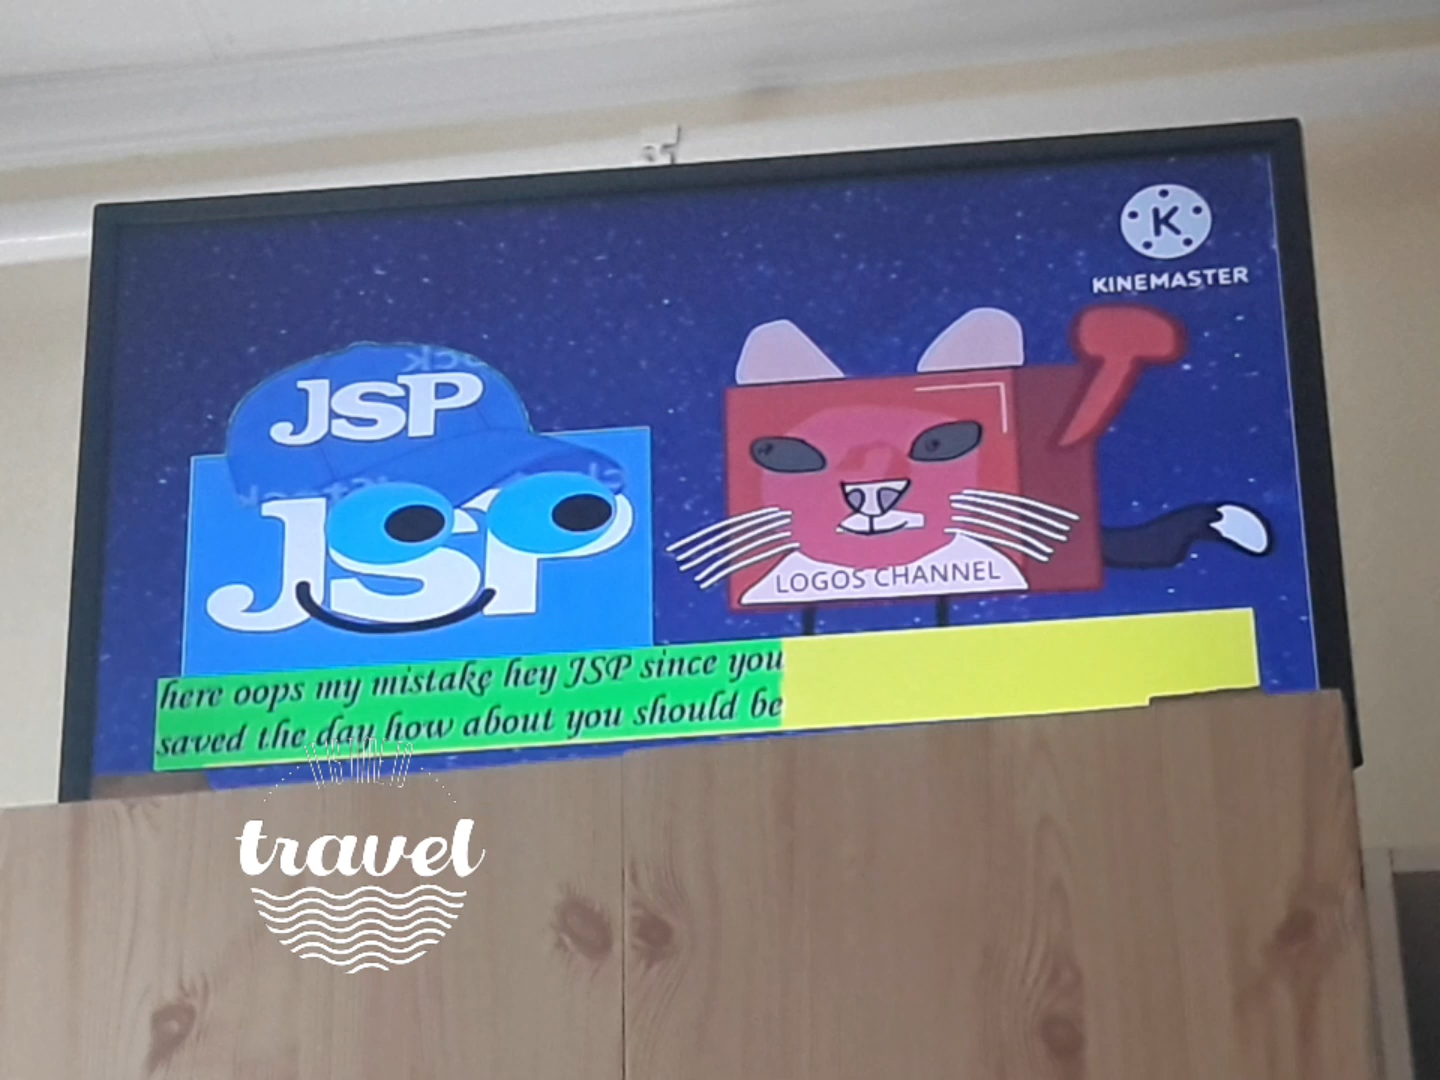 K
KINEMASTER
JSP
JSP
LOGOS CHANNEL
here oops my mistake hey JSP since you
saved the day how about you should be
travel